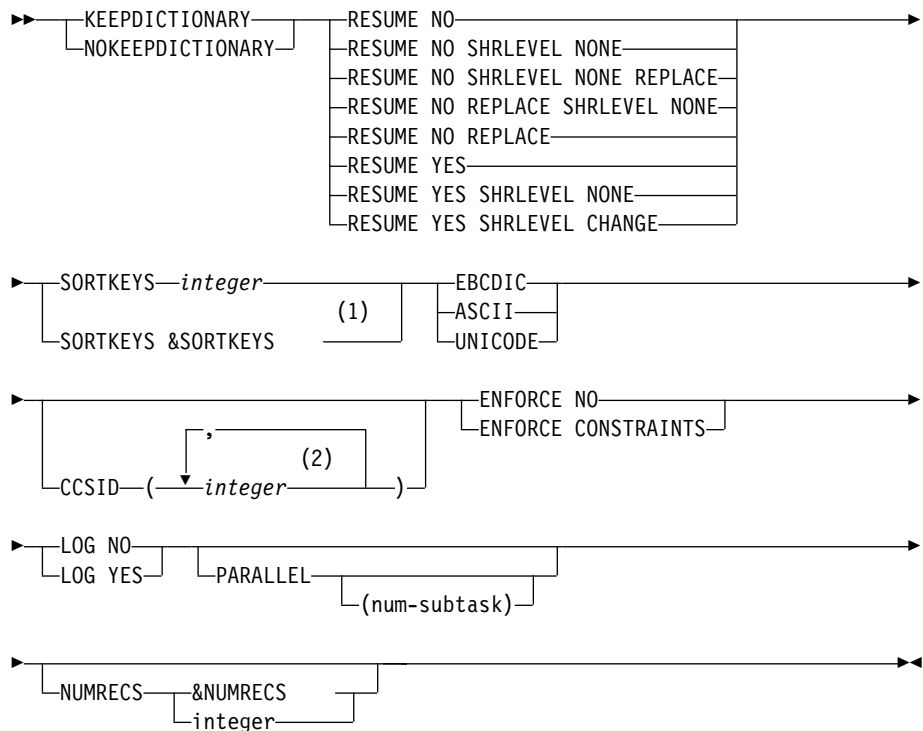 KEEPDICTIONARY RESUME NO
NOKEEPDICTIONARY RESUME NO SHRLEVEL NONE
RESUME NO SHRLEVEL NONE REPLACE
RESUME NO REPLACE SHRLEVEL NONE
RESUME NO REPLACE
RESUME YES
RESUME YES SHRLEVEL NONE
RESUME YES SHRLEVEL CHANGE
SORTKEYS integer EBCDIC
(1) ASCII
SORTKEYS &SORTKEYS UNICODE
ENFORCE NO
, ENFORCE CONSTRAINTS
(2)
CCSID ( integer )
LOG NO
LOG YES PARALLEL
(num-subtask)
NUMRECS &NUMRECS
integer